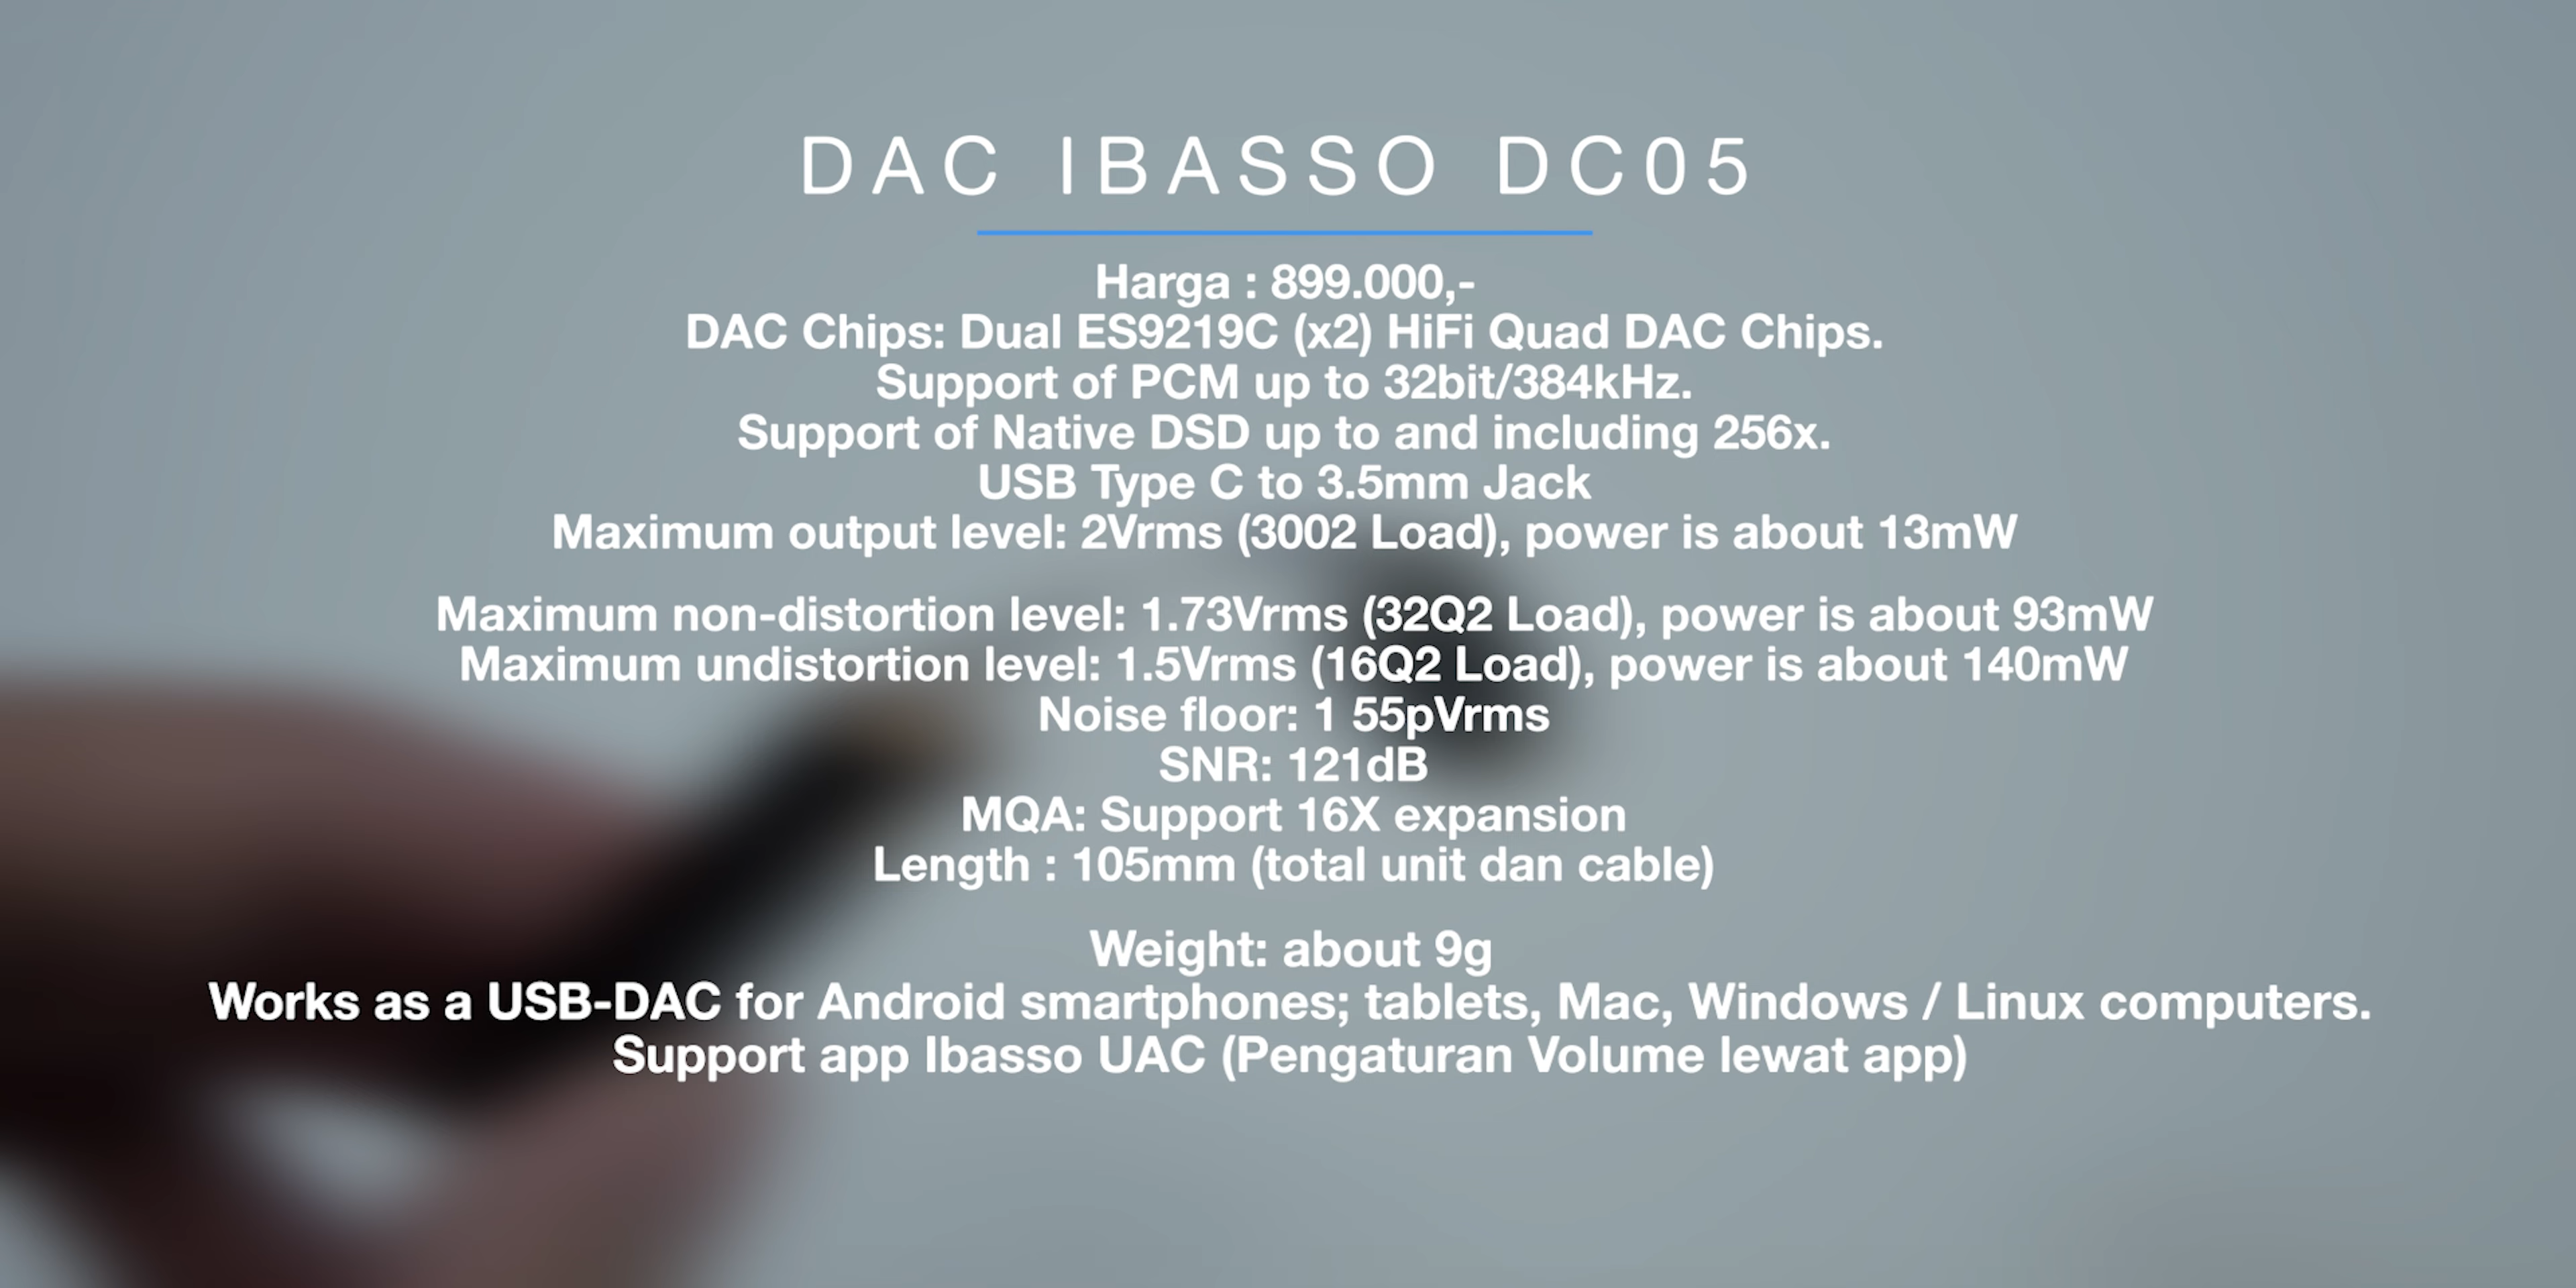 DAC IBASSO DC05
Harga : 899.000,-
DAC Chips: Dual ES9219C (x2) HiFi Quad DAC Chips.
Support of PCM up to 32bit/384kHz.
Support of Native DSD up to and including 256x.
USB Type C to 3.5mm Jack
Maximum output level: 2Vrms (3002 Load), power is about 13mW
Maximum non-distortion level: 1.73Vrms (32Q2 Load), power is about 93mW
Maximum undistortion level: 1.5Vrms (16Q2 Load), power is about 140mW
Noise floor: 1 55pVrms
SNR: 121dB
MQA: Support 16X expansion
Length : 105mm (total unit dan cable)
Weight: about 9g
Works as a USB-DAC for Android smartphones; tablets, Mac, Windows / Linux computers.
Support app Ibasso UAC (Pengaturan Volume lewat app)